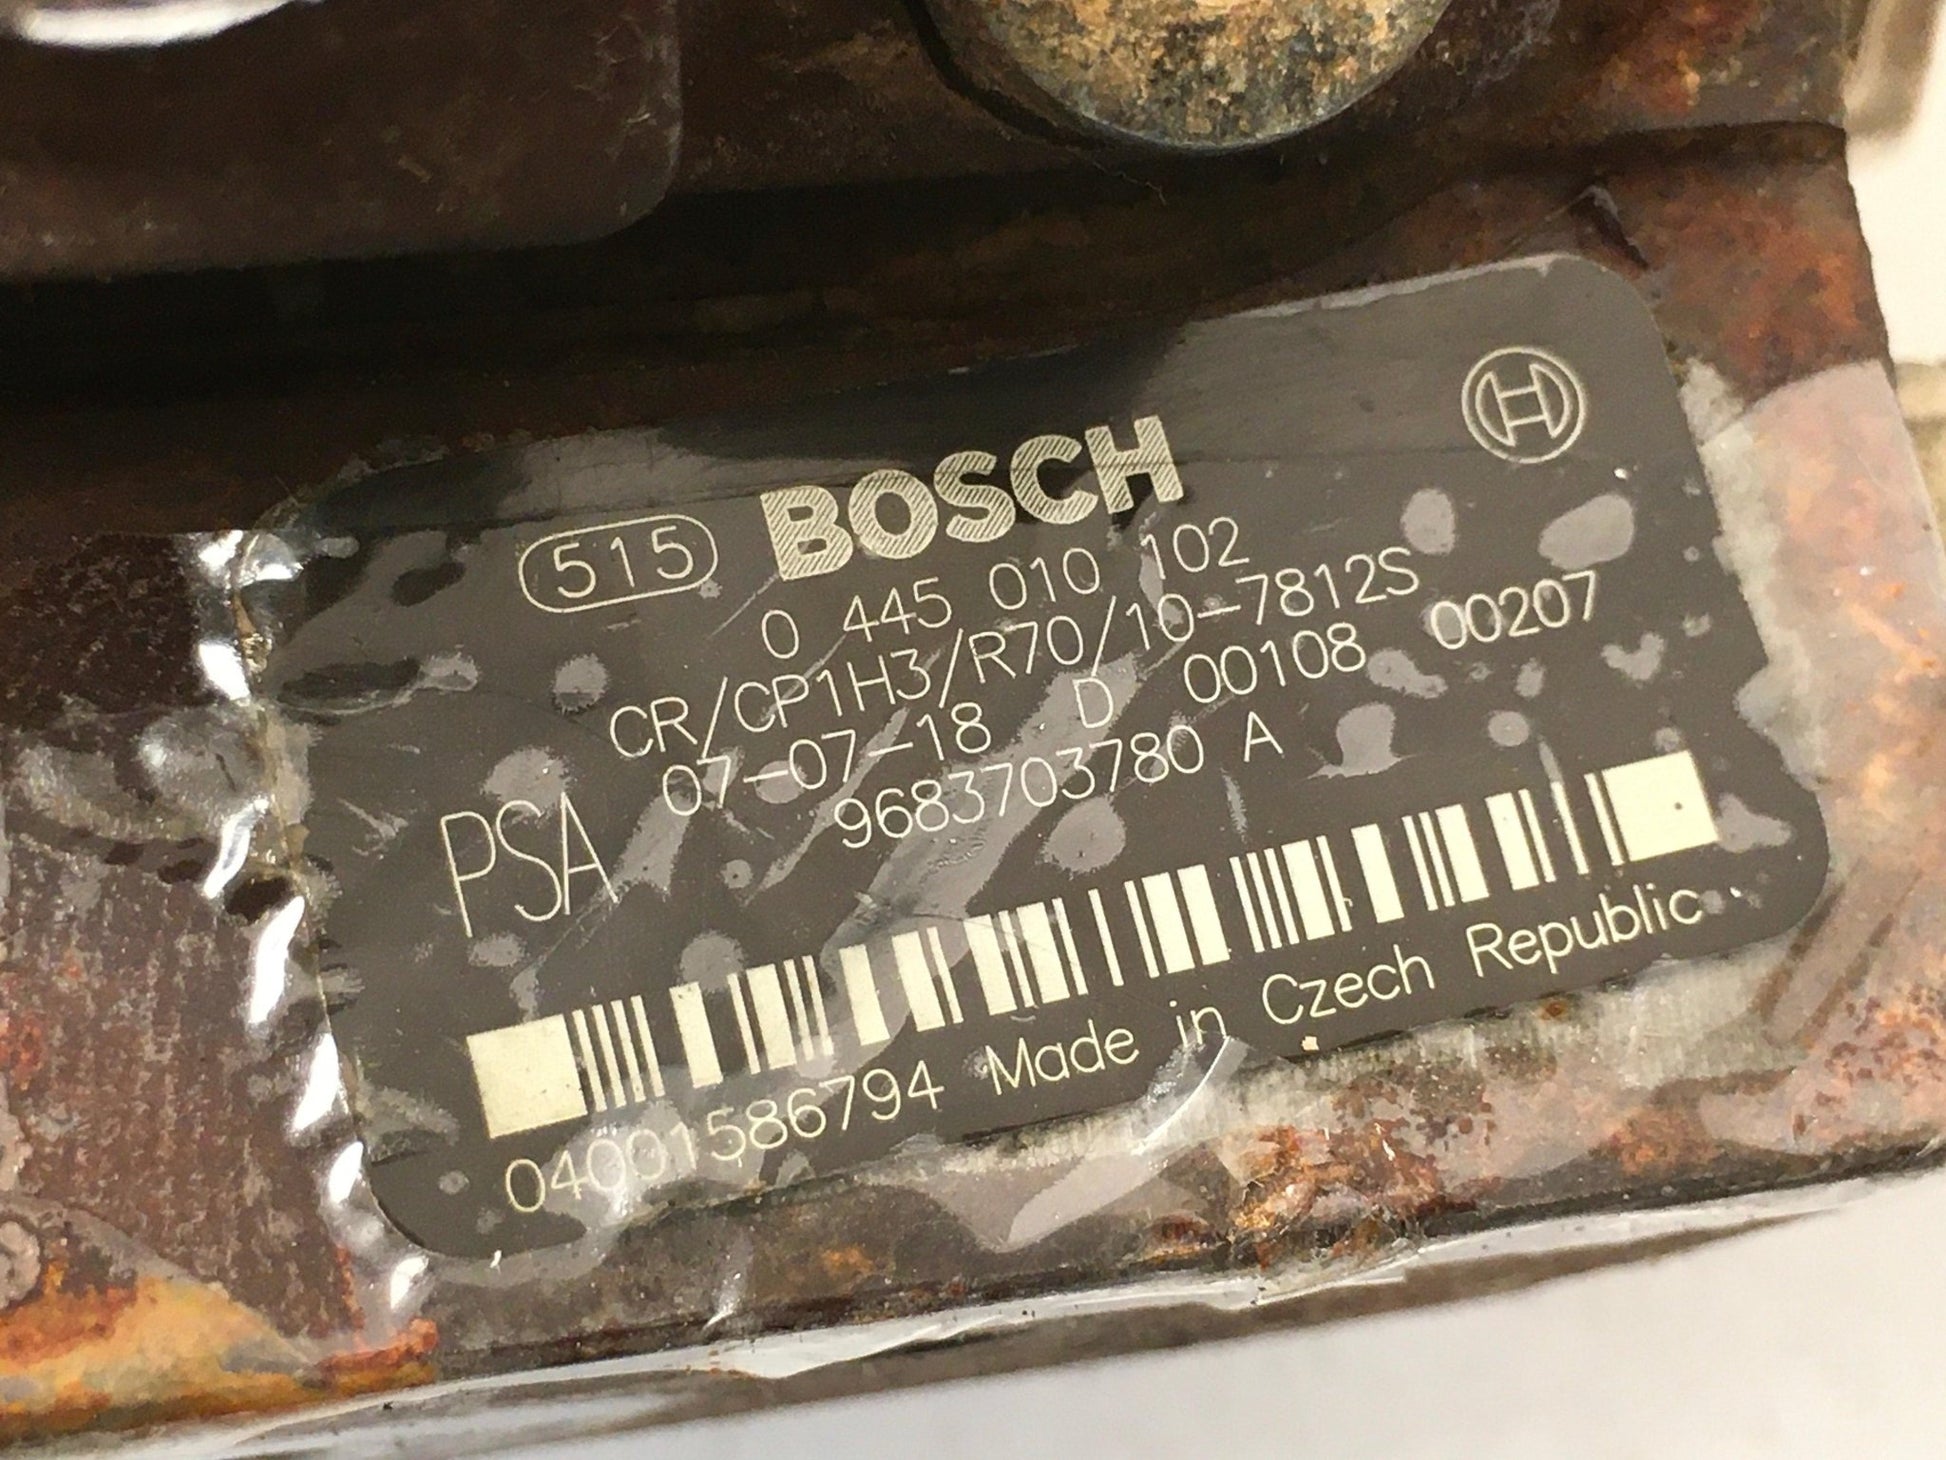 515 BOSCH
0 445 010 102
CR/CP1H3/R70/10-7812S
07-07-18 D 00108 00207
PSA 9683703780 A
04001586794 Made in Czech Republic